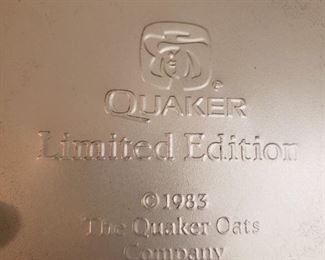 ©
QUAKER
Limited Edition
©1983
The Quaker Oats
Company